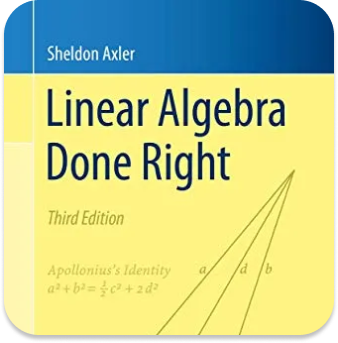 Sheldon Axler
Linear Algebra
Done Right
Third Edition
Apollonius's Identity
a² + b² = ½ c² + 2 d²
a d b